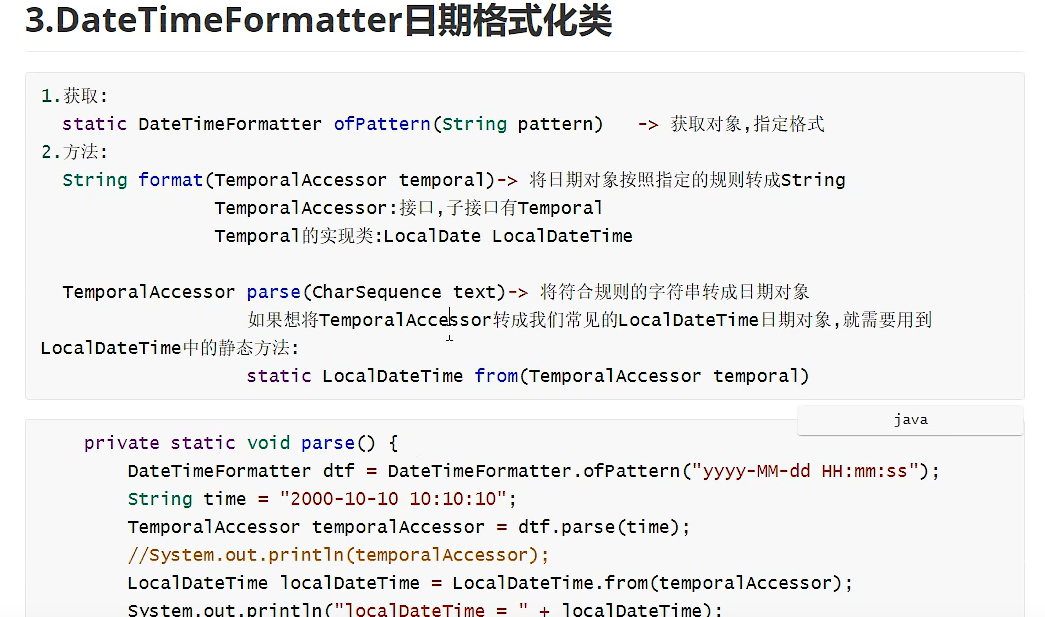 3.DateTimeFormatter日期格式化类
1.获取:
static DateTimeFormatter ofPattern(String pattern)   -> 获取对象,指定格式
2.方法:
String format(TemporalAccessor temporal)-> 将日期对象按照指定的规则转成String
TemporalAccessor:接口,子接口有Temporal
Temporal的实现类:LocalDate LocalDateTime
TemporalAccessor parse(CharSequence text)-> 将符合规则的字符串转成日期对象
如果想将TemporalAccessor转成我们常见的LocalDateTime日期对象,就需要用到
LocalDateTime中的静态方法:
static LocalDateTime from(TemporalAccessor temporal)
java
private static void parse() {
DateTimeFormatter dtf = DateTimeFormatter.ofPattern("yyyy-MM-dd HH:mm:ss");
String time = "2000-10-10 10:10:10";
TemporalAccessor temporalAccessor = dtf.parse(time);
//System.out.println(temporalAccessor);
LocalDateTime localDateTime = LocalDateTime.from(temporalAccessor);
System.out.println("localDateTime = " + localDateTime);